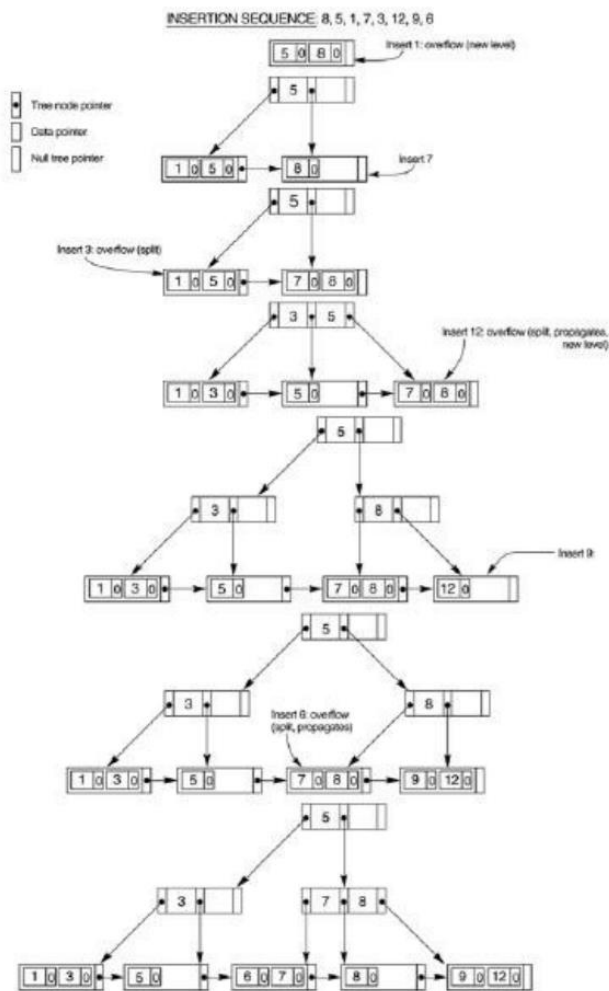 INSERTION SEQUENCE: 8, 5, 1, 7, 3, 12, 9, 6
5 0 8 0
Insert 1: overflow (new level)
5
Tree node pointer
Data pointer
Null tree pointer
1 0 5 0
8 0
Insert 7
5
Insert 3: overflow (split)
1 0 5 0
7 0 8 0
3 5
Insert 12: overflow (split, propagates,
new level)
1 0 3 0
5 0
7 0 8 0
5
3
8
Insert 9:
1 0 3 0
5 0
7 0 8 0
12 0
5
3
8
Insert 6: overflow
(split, propagates)
1 0 3 0
5 0
7 0 8 0
9 0 12 0
5
3
7 8
1 0 3 0
5 0
6 0 7 0
8 0
9 0 12 0